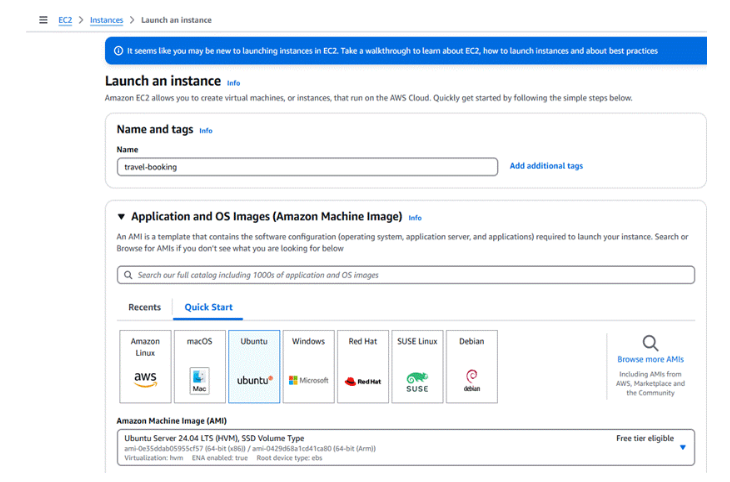 EC2 > Instances > Launch an instance
It seems like you may be new to launching instances in EC2. Take a walkthrough to learn about EC2, how to launch instances and about best practices
Launch an instance Info
Amazon EC2 allows you to create virtual machines, or instances, that run on the AWS Cloud. Quickly get started by following the simple steps below.
Name and tags Info
Name
travel-booking
Add additional tags
Application and OS Images (Amazon Machine Image) Info
An AMI is a template that contains the software configuration (operating system, application server, and applications) required to launch your instance. Search or
Browse for AMIs if you don't see what you are looking for below
Search our full catalog including 1000s of application and OS images
Recents
Quick Start
Amazon
Linux
aws
macOS
Mac
Ubuntu
ubuntu
Windows
Microsoft
Red Hat
Red Hat
SUSE Linux
SUSE
Debian
debian
Browse more AMIs
Including AMIs from
AWS, Marketplace and
the Community
Amazon Machine Image (AMI)
Ubuntu Server 24.04 LTS (HVM), SSD Volume Type
Free tier eligible
ami-0e35ddab05955cf57 (64-bit (x86)) / ami-0429d68a1cd41ca80 (64-bit (Arm))
Virtualization: hvm ENA enabled: true Root device type: ebs